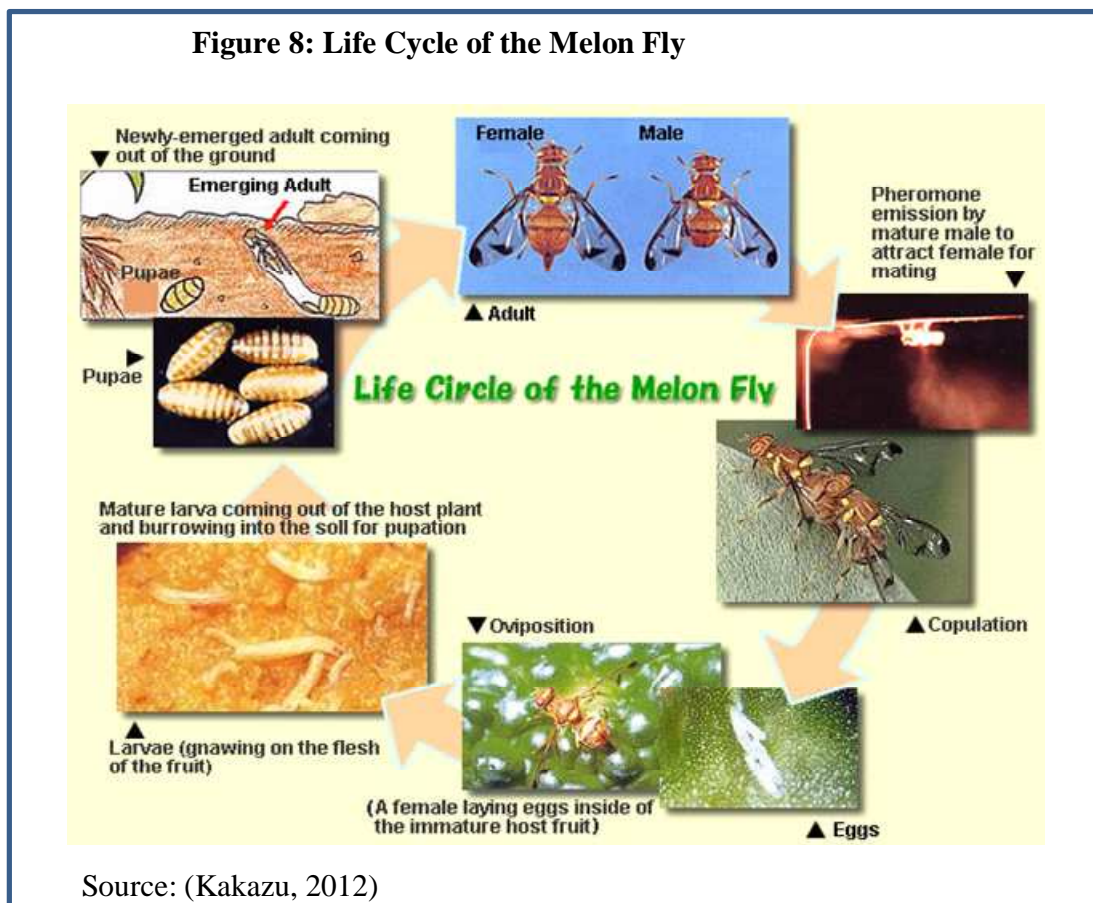 Figure 8: Life Cycle of the Melon Fly
Newly-emerged adult coming
out of the ground
Emerging Adult
Pupae
Pupae
Female
Male
Adult
Pheromone
emission by
mature male to
attract female for
mating
Life Circle of the Melon Fly
Copulation
Eggs
Oviposition
(A female laying eggs inside of
the immature host fruit)
Mature larva coming out of the host plant
and burrowing into the soll for pupation
Larvae (gnawing on the flesh
of the fruit)
Source: (Kakazu, 2012)